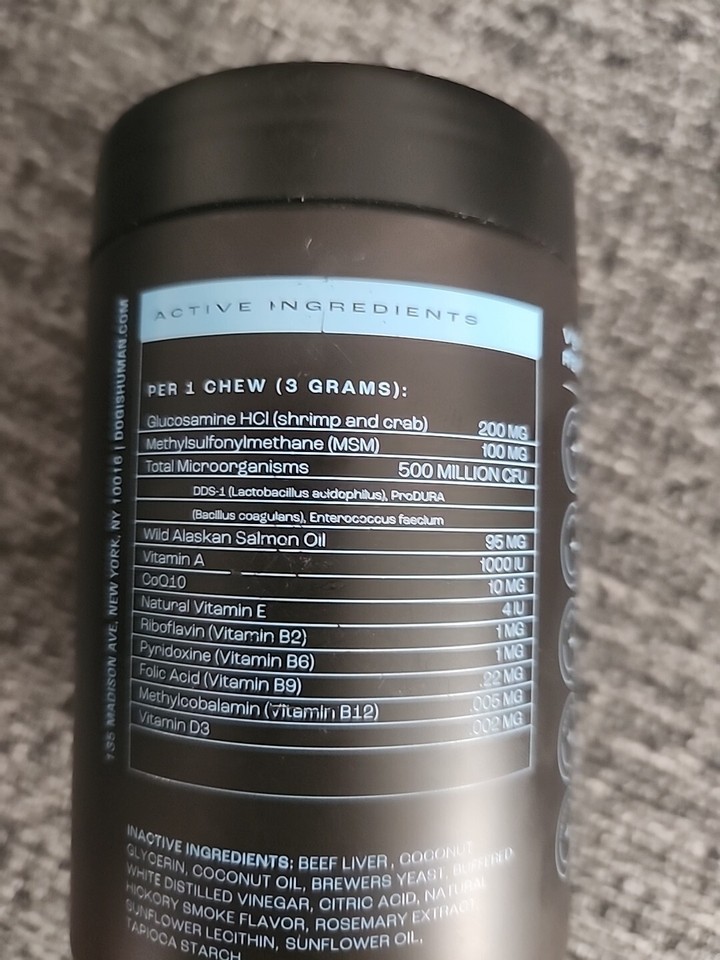 ACTIVE INGREDIENTS
PER 1 CHEW (3 GRAMS):
Glucosamine HCl (shrimp and crab) 200 MG
Methylsulfonylmethane (MSM) 100 MG
Total Microorganisms 500 MILLION CFU
DDS-1 (Lactobacillus acidophilus), ProDURA
(Bacillus coagulans), Enterococcus faecium
Wild Alaskan Salmon Oil 95 MG
Vitamin A 1000 IU
CoQ10 10 MG
Natural Vitamin E 4 IU
Riboflavin (Vitamin B2) 1 MG
Pyridoxine (Vitamin B6) 1 MG
Folic Acid (Vitamin B9) .22 MG
Methylcobalamin (vitamin B12) .005 MG
Vitamin D3 .002 MG
INACTIVE INGREDIENTS: BEEF LIVER, COCONUT
GLYCERIN, COCONUT OIL, BREWERS YEAST, BUFFERED
WHITE DISTILLED VINEGAR, CITRIC ACID, NATURAL
HICKORY SMOKE FLAVOR, ROSEMARY EXTRACT,
SUNFLOWER LECITHIN, SUNFLOWER OIL,
TAPIOCA STARCH
135 MADISON AVE, NEW YORK, NY 10016 | DOGISHUMAN.COM